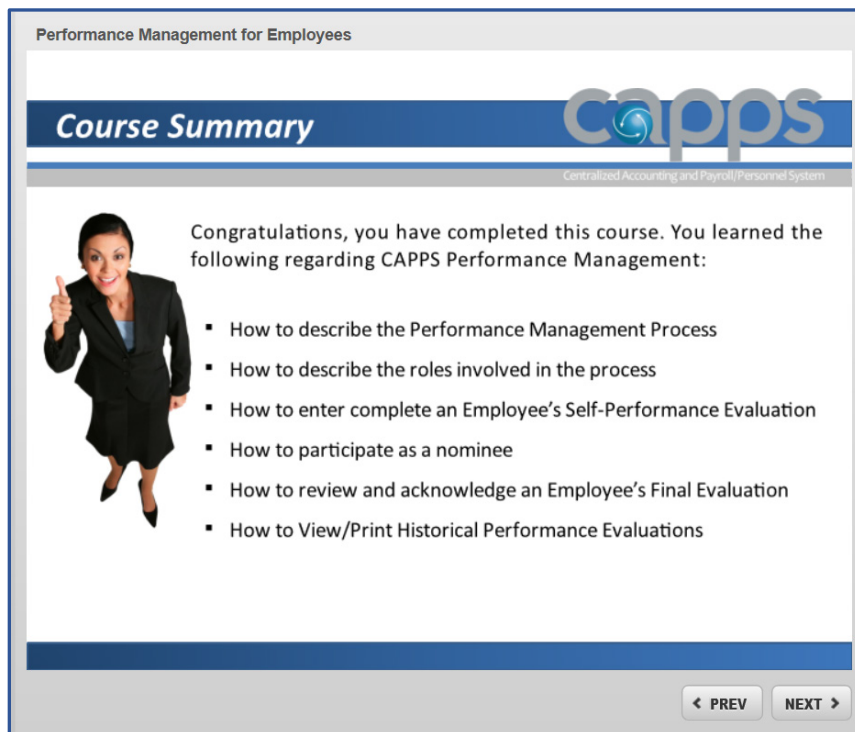 Performance Management for Employees
Course Summary
capps
Centralized Accounting and Payroll/Personnel System
Congratulations, you have completed this course. You learned the
following regarding CAPPS Performance Management:
▪ How to describe the Performance Management Process
▪ How to describe the roles involved in the process
▪ How to enter complete an Employee’s Self-Performance Evaluation
▪ How to participate as a nominee
▪ How to review and acknowledge an Employee’s Final Evaluation
▪ How to View/Print Historical Performance Evaluations
PREV NEXT